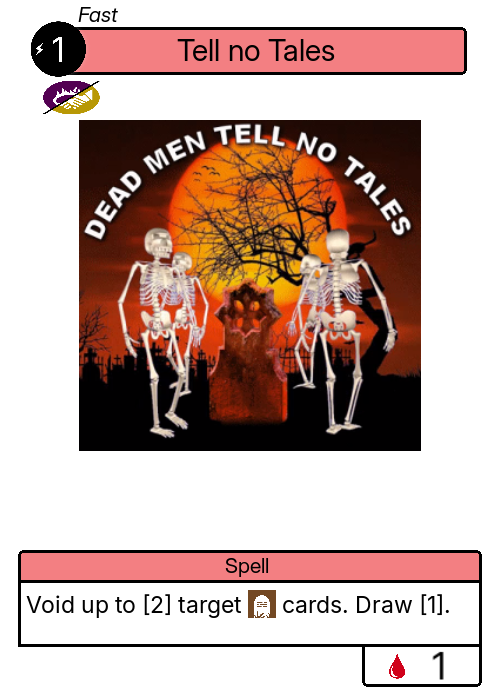 Fast
1
Tell no Tales
DEAD MEN TELL NO TALES
Spell
Void up to [2] target cards. Draw [1].
1